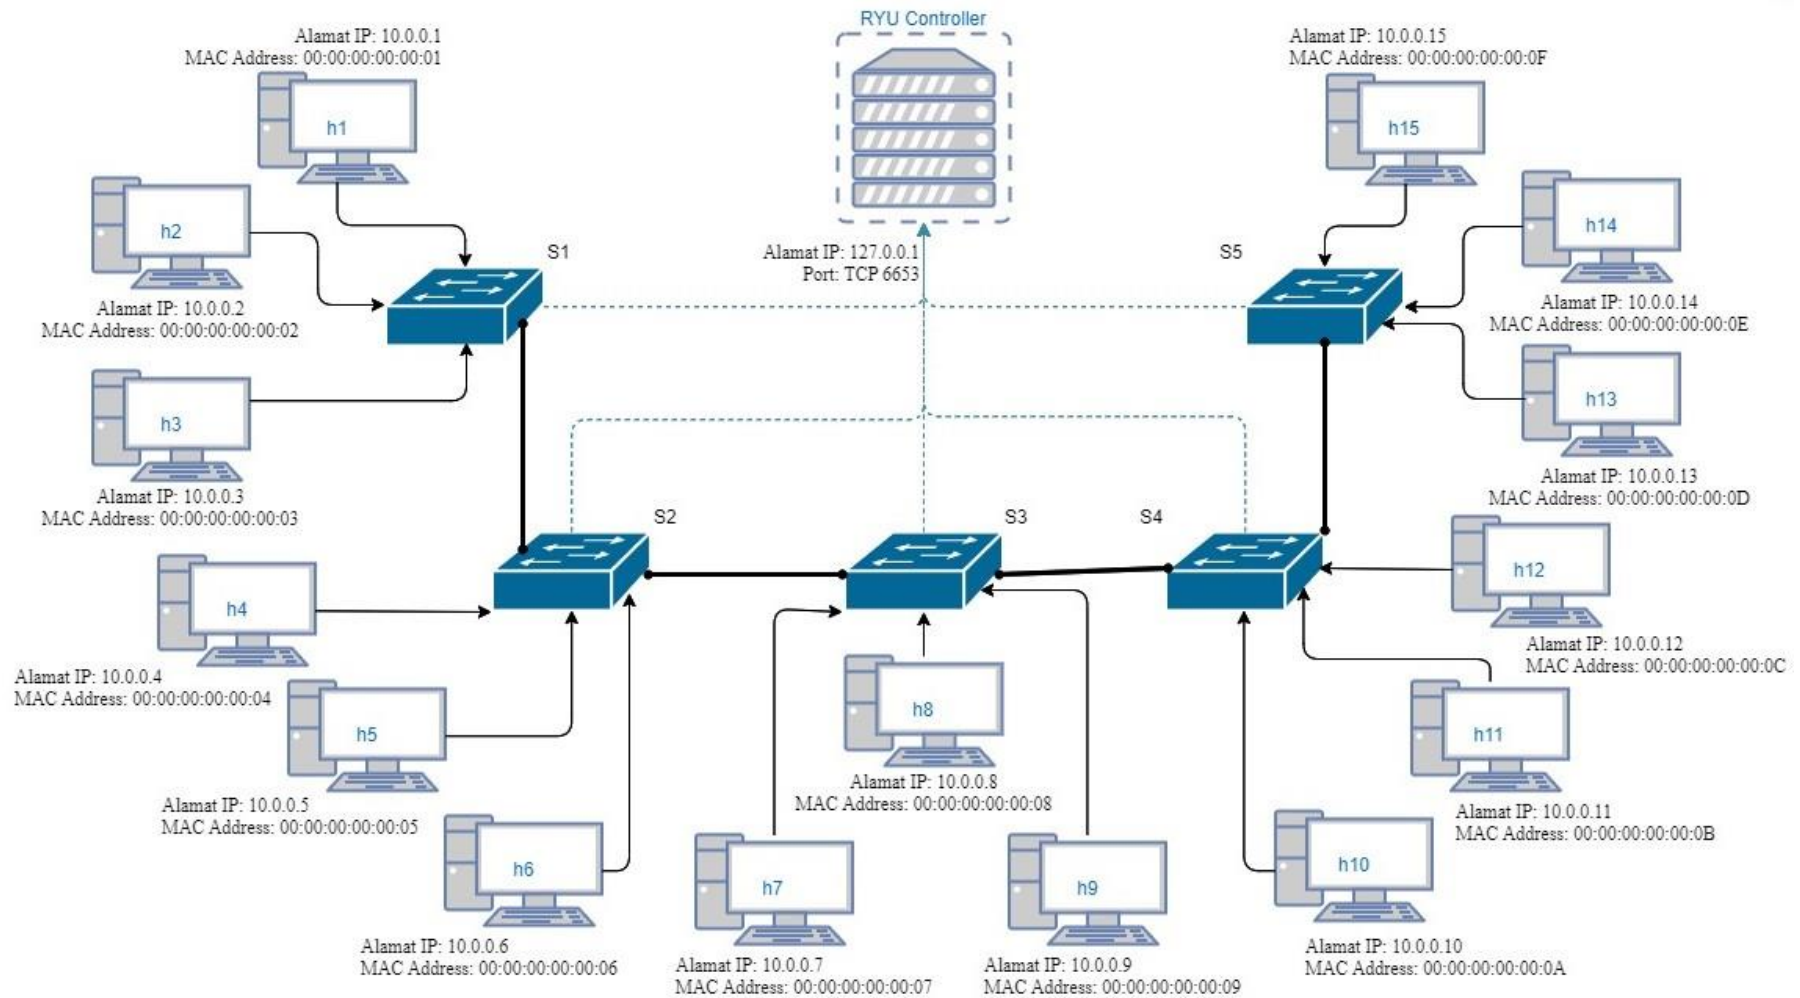 RYU Controller
Alamat IP: 10.0.0.1
MAC Address: 00:00:00:00:00:01
h1
Alamat IP: 10.0.0.15
MAC Address: 00:00:00:00:00:0F
h15
h2
Alamat IP: 10.0.0.2
MAC Address: 00:00:00:00:00:02
h14
Alamat IP: 10.0.0.14
MAC Address: 00:00:00:00:00:0E
S1
Alamat IP: 127.0.0.1
Port: TCP 6653
S5
h3
Alamat IP: 10.0.0.3
MAC Address: 00:00:00:00:00:03
h13
Alamat IP: 10.0.0.13
MAC Address: 00:00:00:00:00:0D
S2
S3
S4
h4
Alamat IP: 10.0.0.4
MAC Address: 00:00:00:00:00:04
h12
Alamat IP: 10.0.0.12
MAC Address: 00:00:00:00:00:0C
h5
Alamat IP: 10.0.0.5
MAC Address: 00:00:00:00:00:05
h8
Alamat IP: 10.0.0.8
MAC Address: 00:00:00:00:00:08
h11
Alamat IP: 10.0.0.11
MAC Address: 00:00:00:00:00:0B
h6
Alamat IP: 10.0.0.6
MAC Address: 00:00:00:00:00:06
h7
Alamat IP: 10.0.0.7
MAC Address: 00:00:00:00:00:07
h9
Alamat IP: 10.0.0.9
MAC Address: 00:00:00:00:00:09
h10
Alamat IP: 10.0.0.10
MAC Address: 00:00:00:00:00:0A